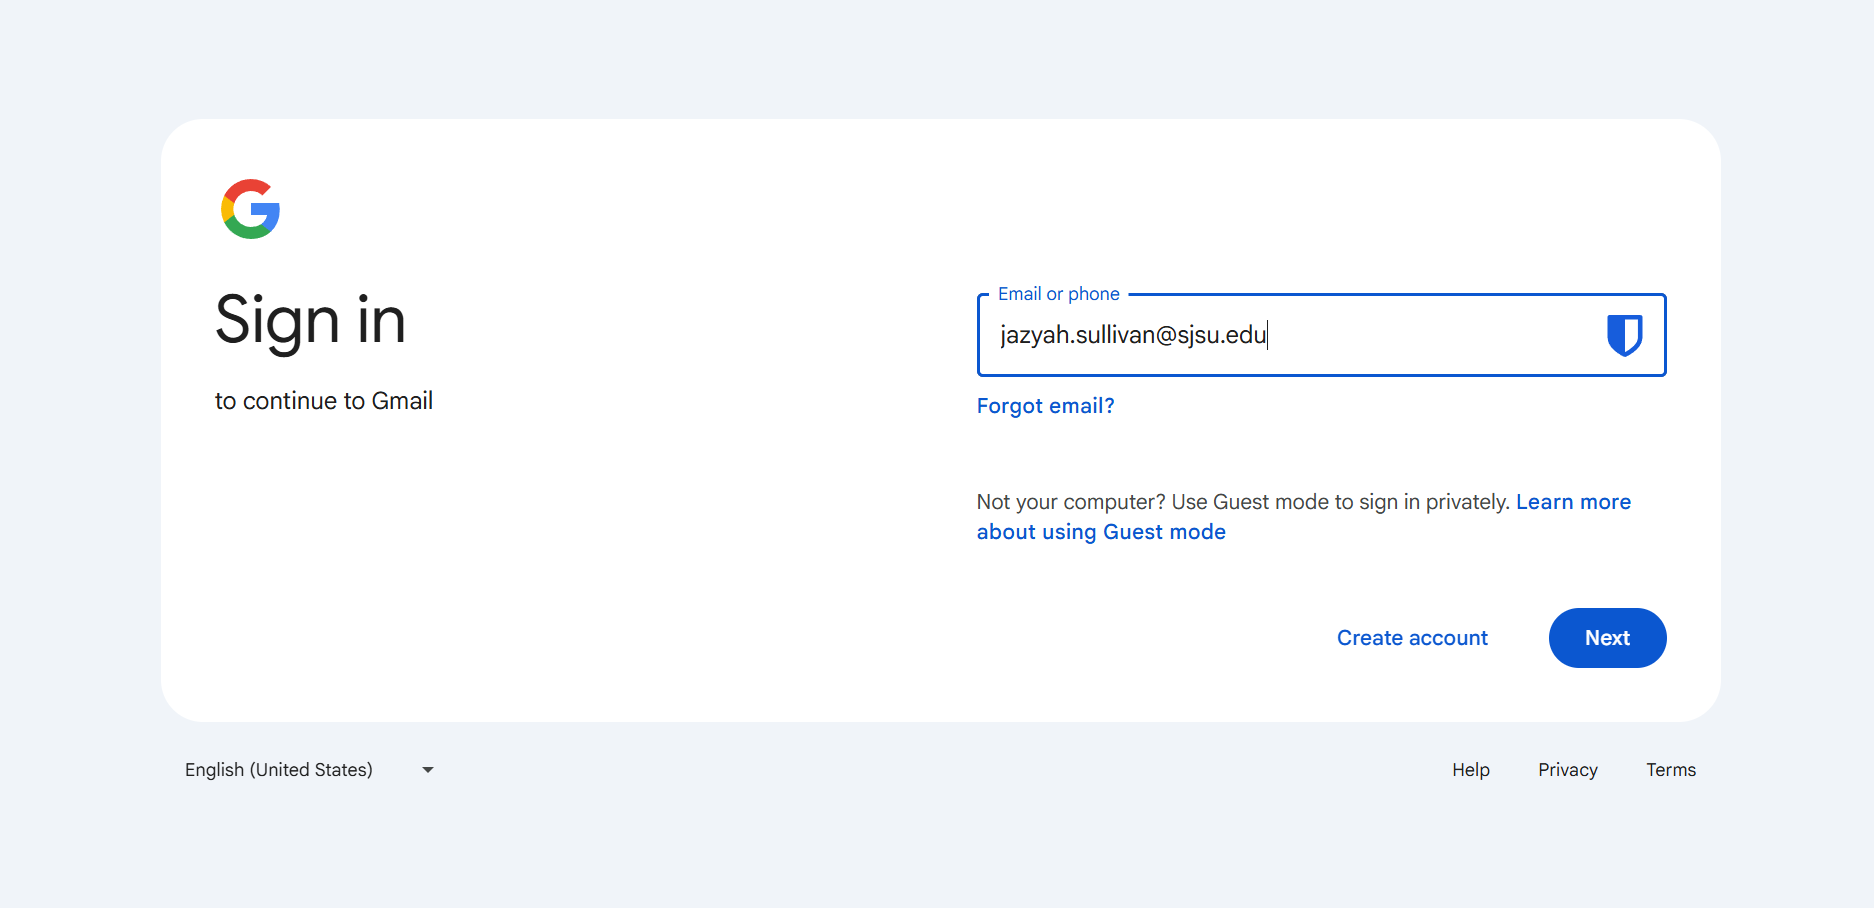 Sign in
to continue to Gmail
Email or phone
jazyah.sullivan@sjsu.edu
Forgot email?
Not your computer? Use Guest mode to sign in privately. Learn more
about using Guest mode
Create account
Next
English (United States)
Help
Privacy
Terms